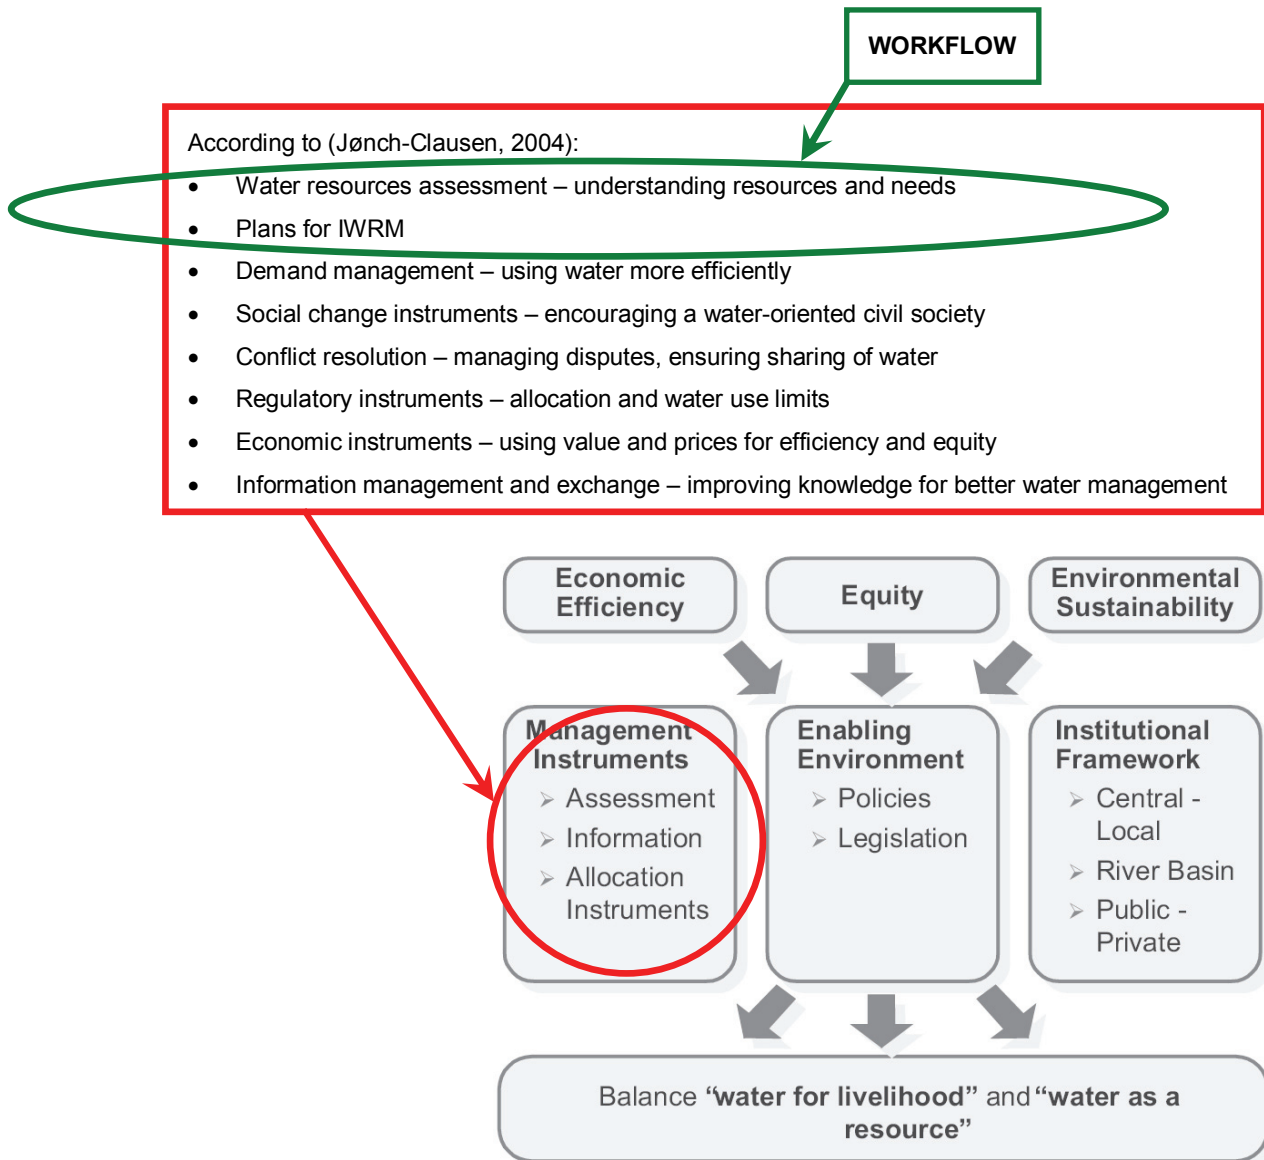 WORKFLOW
According to (Jønch-Clausen, 2004):
• Water resources assessment – understanding resources and needs
• Plans for IWRM
• Demand management – using water more efficiently
• Social change instruments – encouraging a water-oriented civil society
• Conflict resolution – managing disputes, ensuring sharing of water
• Regulatory instruments – allocation and water use limits
• Economic instruments – using value and prices for efficiency and equity
• Information management and exchange – improving knowledge for better water management
Economic
Efficiency
Equity
Environmental
Sustainability
Management
Instruments
➢ Assessment
➢ Information
➢ Allocation
Instruments
Enabling
Environment
➢ Policies
➢ Legislation
Institutional
Framework
➢ Central -
Local
➢ River Basin
➢ Public -
Private
Balance “water for livelihood” and “water as a
resource”